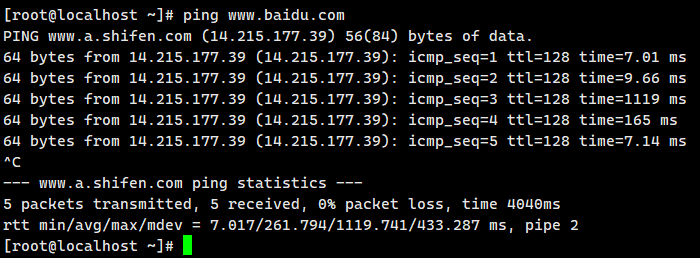 [root@localhost ~]# ping www.baidu.com
PING www.a.shifen.com (14.215.177.39) 56(84) bytes of data.
64 bytes from 14.215.177.39 (14.215.177.39): icmp_seq=1 ttl=128 time=7.01 ms
64 bytes from 14.215.177.39 (14.215.177.39): icmp_seq=2 ttl=128 time=9.66 ms
64 bytes from 14.215.177.39 (14.215.177.39): icmp_seq=3 ttl=128 time=1119 ms
64 bytes from 14.215.177.39 (14.215.177.39): icmp_seq=4 ttl=128 time=165 ms
64 bytes from 14.215.177.39 (14.215.177.39): icmp_seq=5 ttl=128 time=7.14 ms
^C
--- www.a.shifen.com ping statistics ---
5 packets transmitted, 5 received, 0% packet loss, time 4040ms
rtt min/avg/max/mdev = 7.017/261.794/1119.741/433.287 ms, pipe 2
[root@localhost ~]#